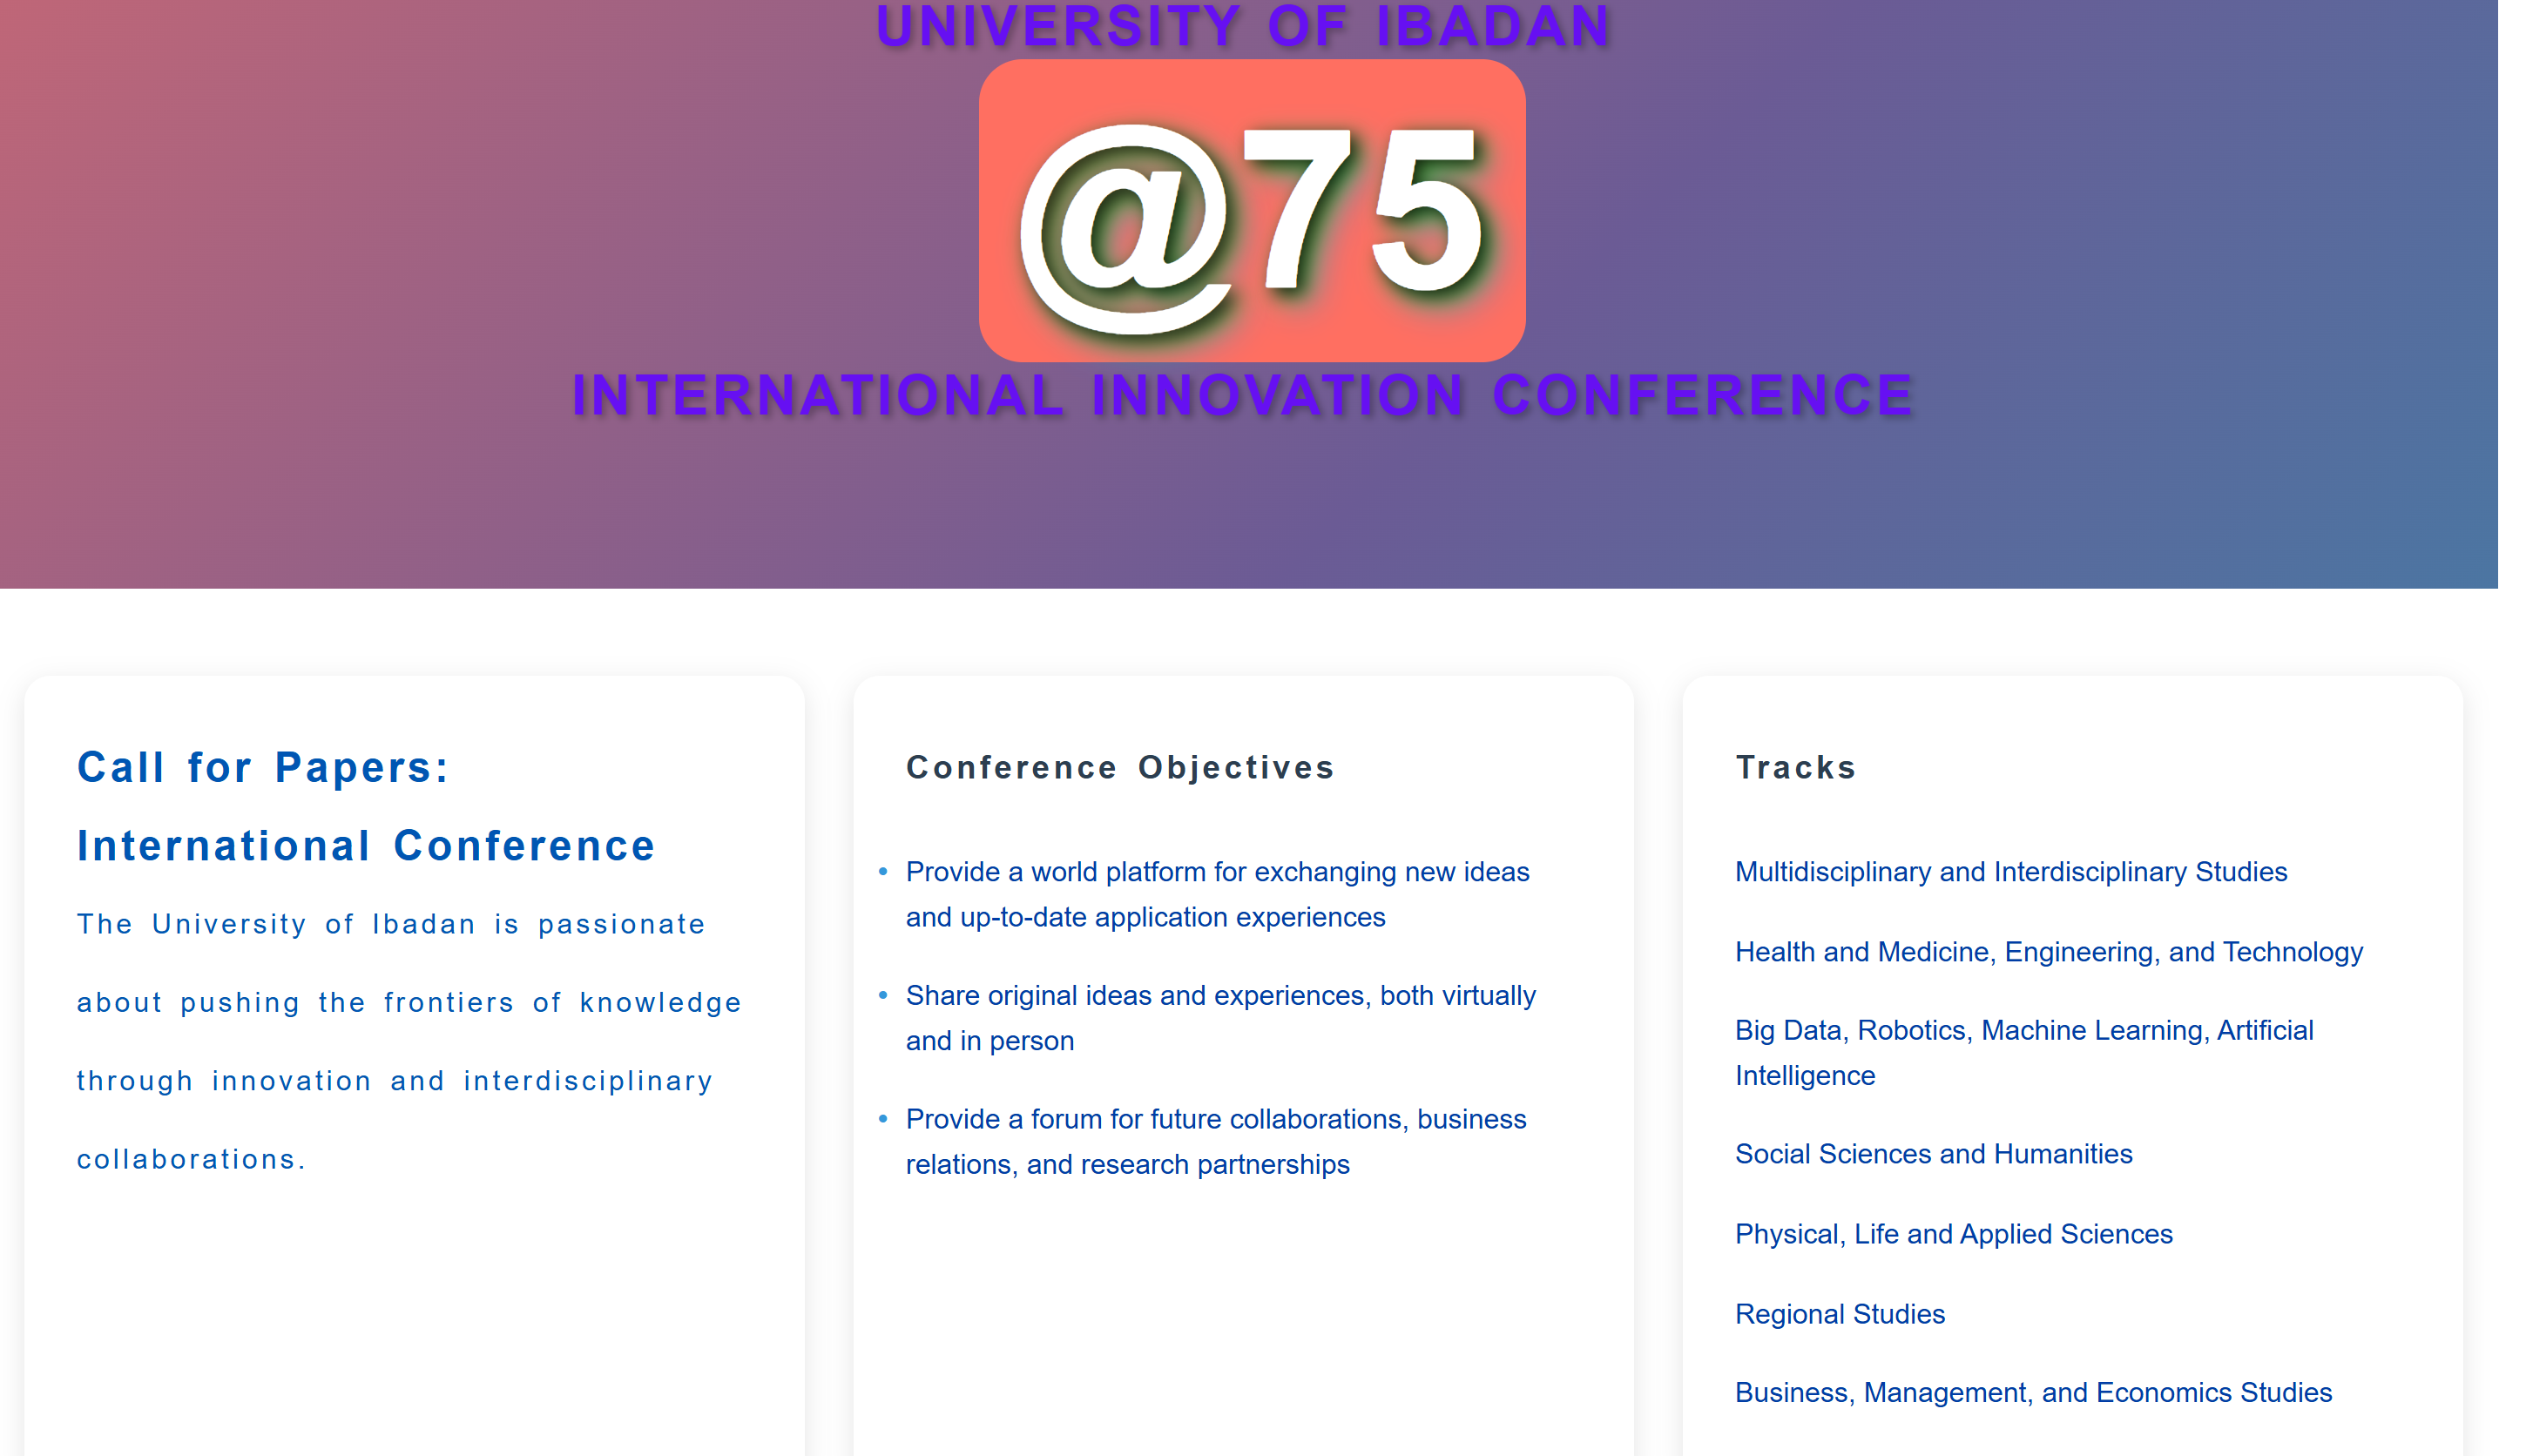 UNIVERSITY OF IBADAN
@75
INTERNATIONAL INNOVATION CONFERENCE
Call for Papers:
International Conference
The University of Ibadan is passionate
about pushing the frontiers of knowledge
through innovation and interdisciplinary
collaborations.
Conference Objectives
• Provide a world platform for exchanging new ideas
and up-to-date application experiences
• Share original ideas and experiences, both virtually
and in person
• Provide a forum for future collaborations, business
relations, and research partnerships
Tracks
Multidisciplinary and Interdisciplinary Studies
Health and Medicine, Engineering, and Technology
Big Data, Robotics, Machine Learning, Artificial
Intelligence
Social Sciences and Humanities
Physical, Life and Applied Sciences
Regional Studies
Business, Management, and Economics Studies